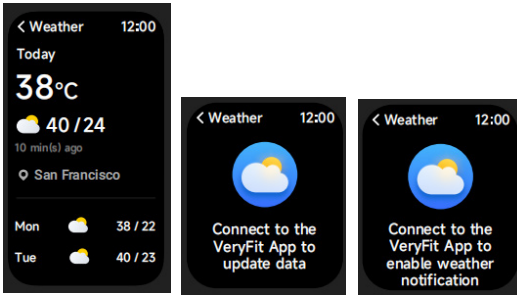 Weather 12:00
Today
38°C
40 / 24
10 min(s) ago
San Francisco
Mon 38 / 22
Tue 40 / 23
Weather 12:00
Connect to the
VeryFit App to
update data
Weather 12:00
Connect to the
VeryFit App to
enable weather
notification